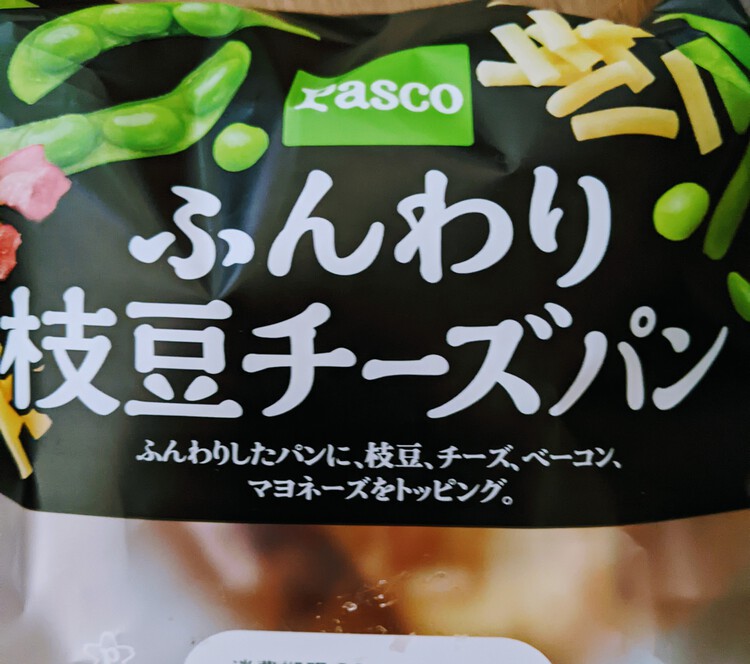 Pasco
ふんわり
枝豆チーズパン
ふんわりしたパンに、枝豆、チーズ、ベーコン、
マヨネーズをトッピング。